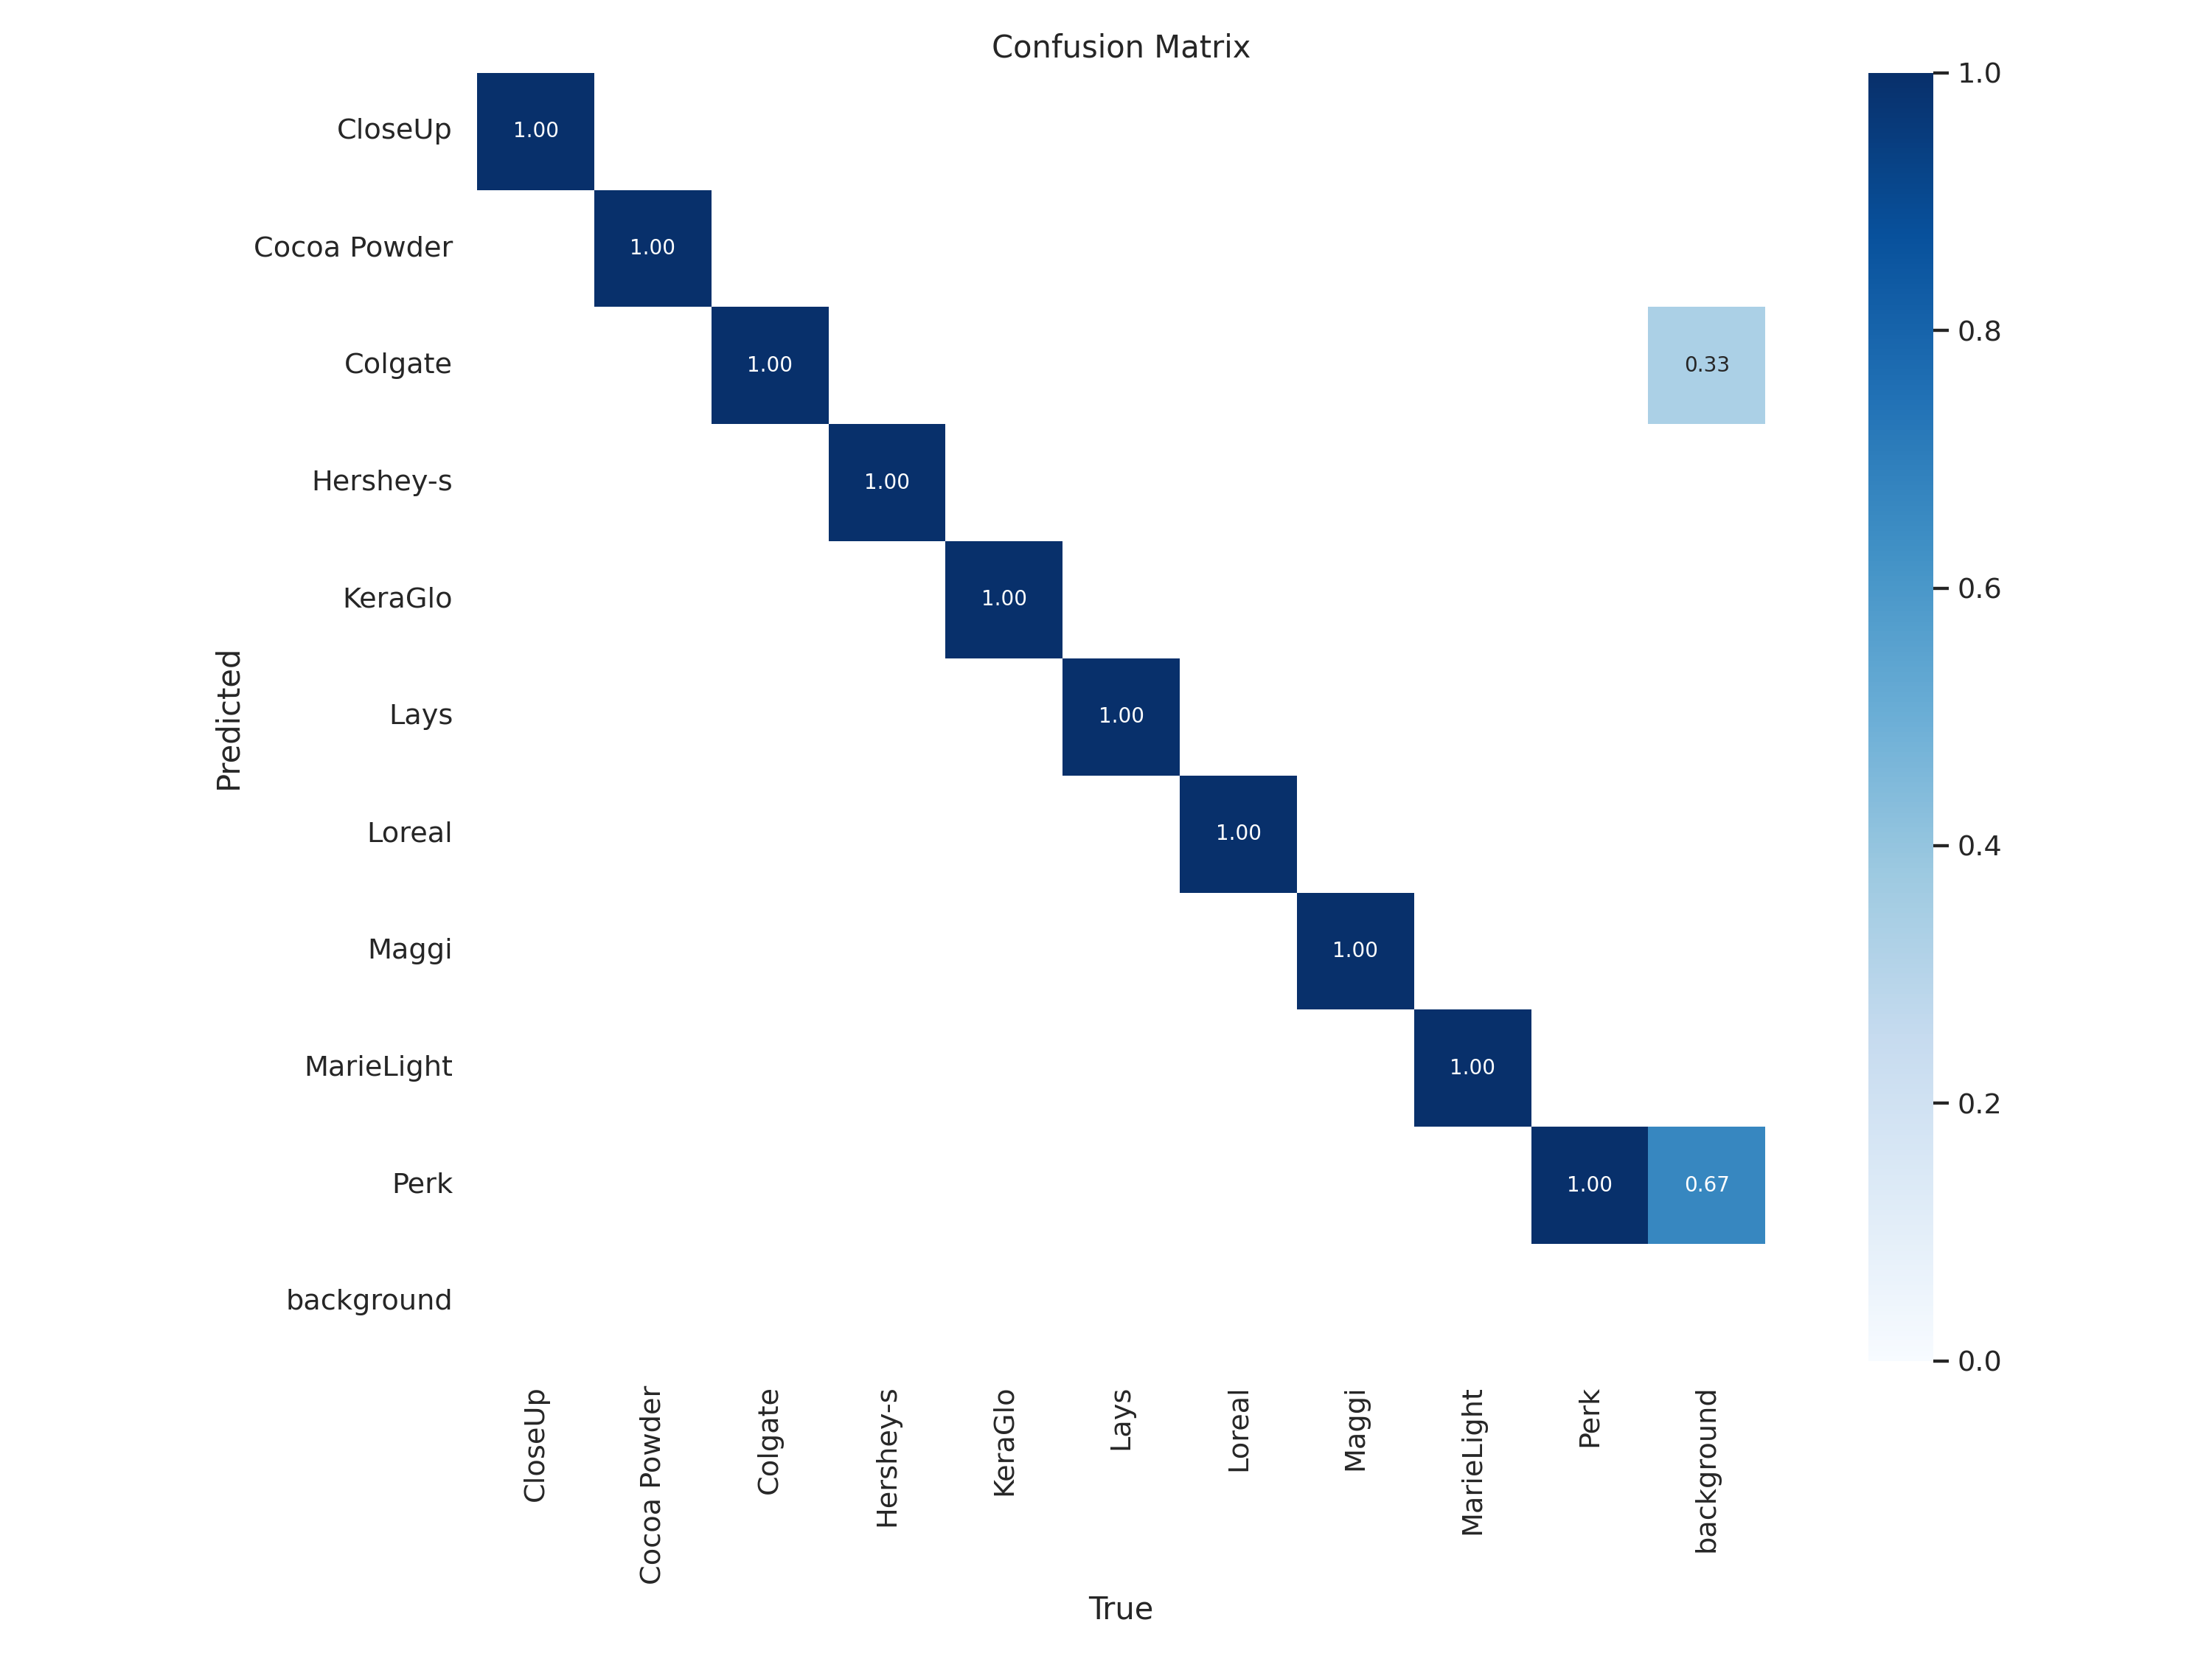 Confusion Matrix
CloseUp 1.00
Cocoa Powder 1.00
Colgate 1.00 0.33
Hershey-s 1.00
KeraGlo 1.00
Lays 1.00
Loreal 1.00
Maggi 1.00
MarieLight 1.00
Perk 1.00 0.67
background
Predicted
CloseUp
Cocoa Powder
Colgate
Hershey-s
KeraGlo
Lays
Loreal
Maggi
MarieLight
Perk
background
True
1.0
0.8
0.6
0.4
0.2
0.0